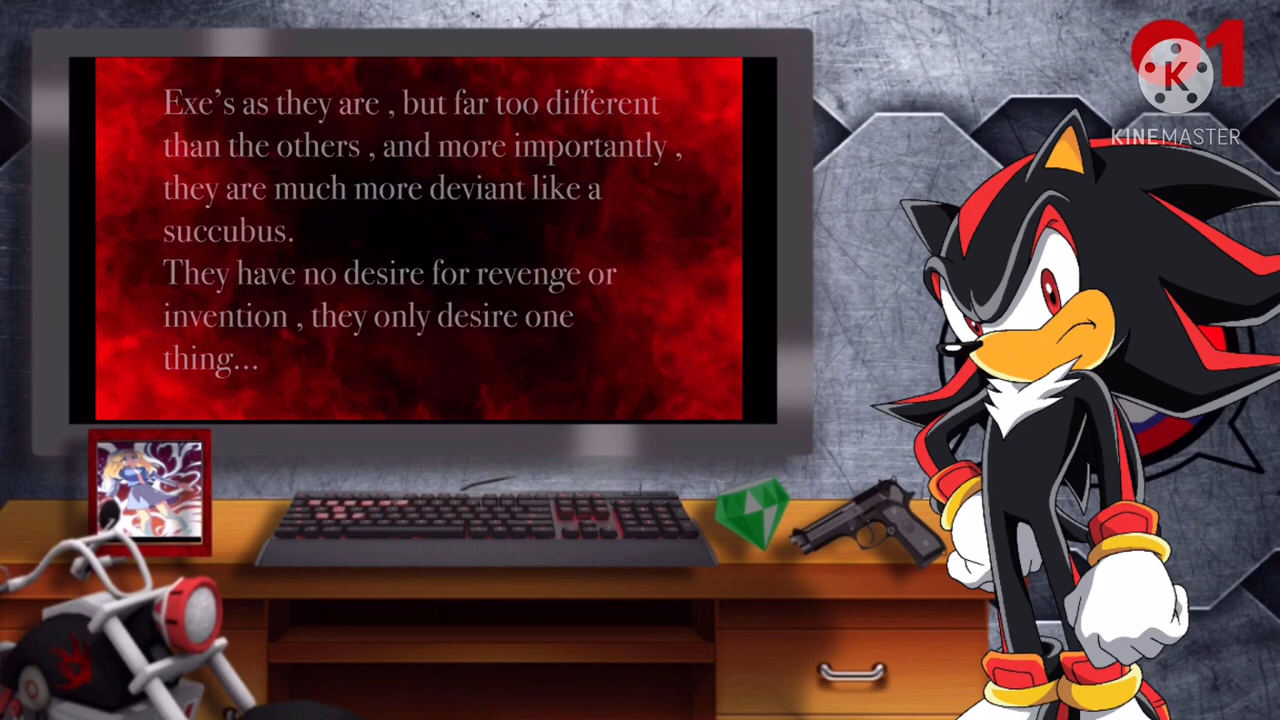 Exe's as they are , but far too different
than the others , and more importantly ,
they are much more deviant like a
succubus.
They have no desire for revenge or
invention , they only desire one
thing...
1
K
KINEMASTER